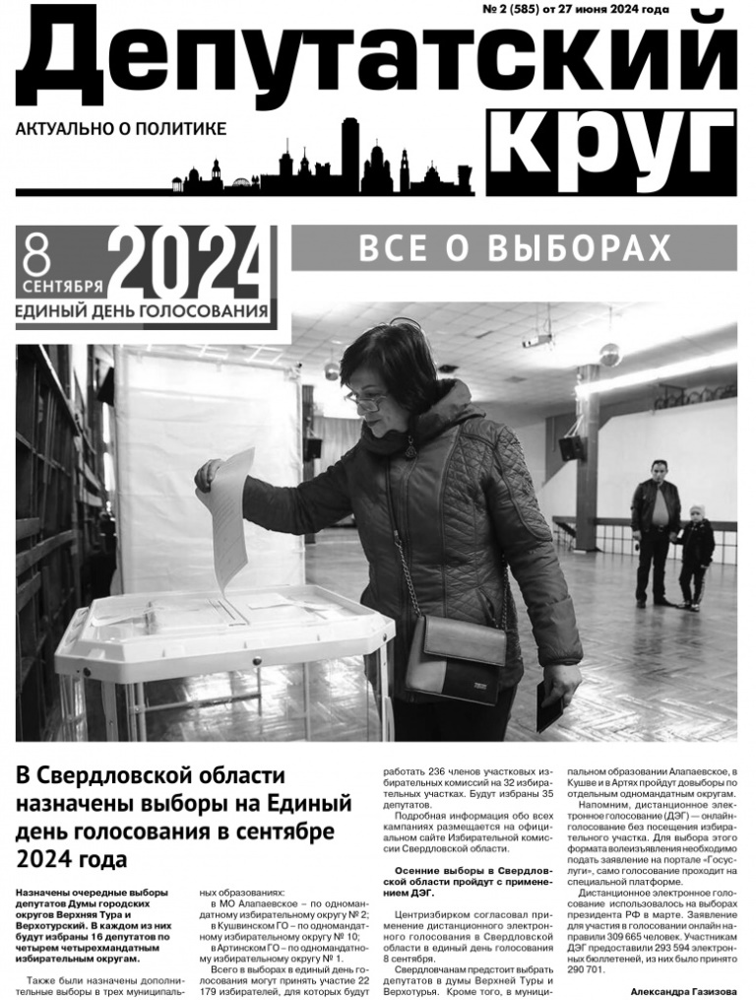 № 2 (585) от 27 июня 2024 года
Депутатский
круг
АКТУАЛЬНО О ПОЛИТИКЕ
8
СЕНТЯБРЯ
2024
ЕДИНЫЙ ДЕНЬ ГОЛОСОВАНИЯ
ВСЕ О ВЫБОРАХ
В Свердловской области
назначены выборы на Единый
день голосования в сентябре
2024 года
Назначены очередные выборы
депутатов Думы городских
округов Верхняя Тура и
Верхотурский. В каждом из них
будут избраны 16 депутатов по
четырем четырехмандатным
избирательным округам.
Также были назначены дополни-
тельные выборы в трех муниципаль-
ных образованиях:
в МО Алапаевское – по одноман-
датному избирательному округу № 2;
в Кушвинском ГО – по одномандат-
ному избирательному округу № 10;
в Артинском ГО – по одномандатно-
му избирательному округу № 1.
Всего в выборах в единый день го-
лосования могут принять участие 22
179 избирателей, для которых будут
работать 236 членов участковых из-
бирательных комиссий на 32 избира-
тельных участках. Будут избраны 35
депутатов.
Подробная информация обо всех
кампаниях размещается на офици-
альном сайте Избирательной комис-
сии Свердловской области.
Осенние выборы в Свердлов-
ской области пройдут с примене-
нием ДЭГ.
Центризбирком согласовал при-
менение дистанционного электрон-
ного голосования в Свердловской
области в единый день голосования
8 сентября.
Свердловчанам предстоит выбрать
депутатов в думы Верхней Туры и
Верхотурья. Кроме того, в муници-
пальном образовании Алапаевское, в
Кушве и в Артях пройдут довыборы по
отдельным одномандатным округам.
Напомним, дистанционное элек-
тронное голосование (ДЭГ) — онлайн-
голосование без посещения избира-
тельного участка. Для выбора этого
формата волеизъявления необходимо
подать заявление на портале «Госус-
луги», само голосование проходит на
специальной платформе.
Дистанционное электронное голо-
сование использовалось на выборах
президента РФ в марте. Заявление
для участия в голосовании онлайн на-
правили 309 665 человек. Участникам
ДЭГ предоставили 293 594 электрон-
ных бюллетеней, из них было принято
290 701.
Александра Газизова